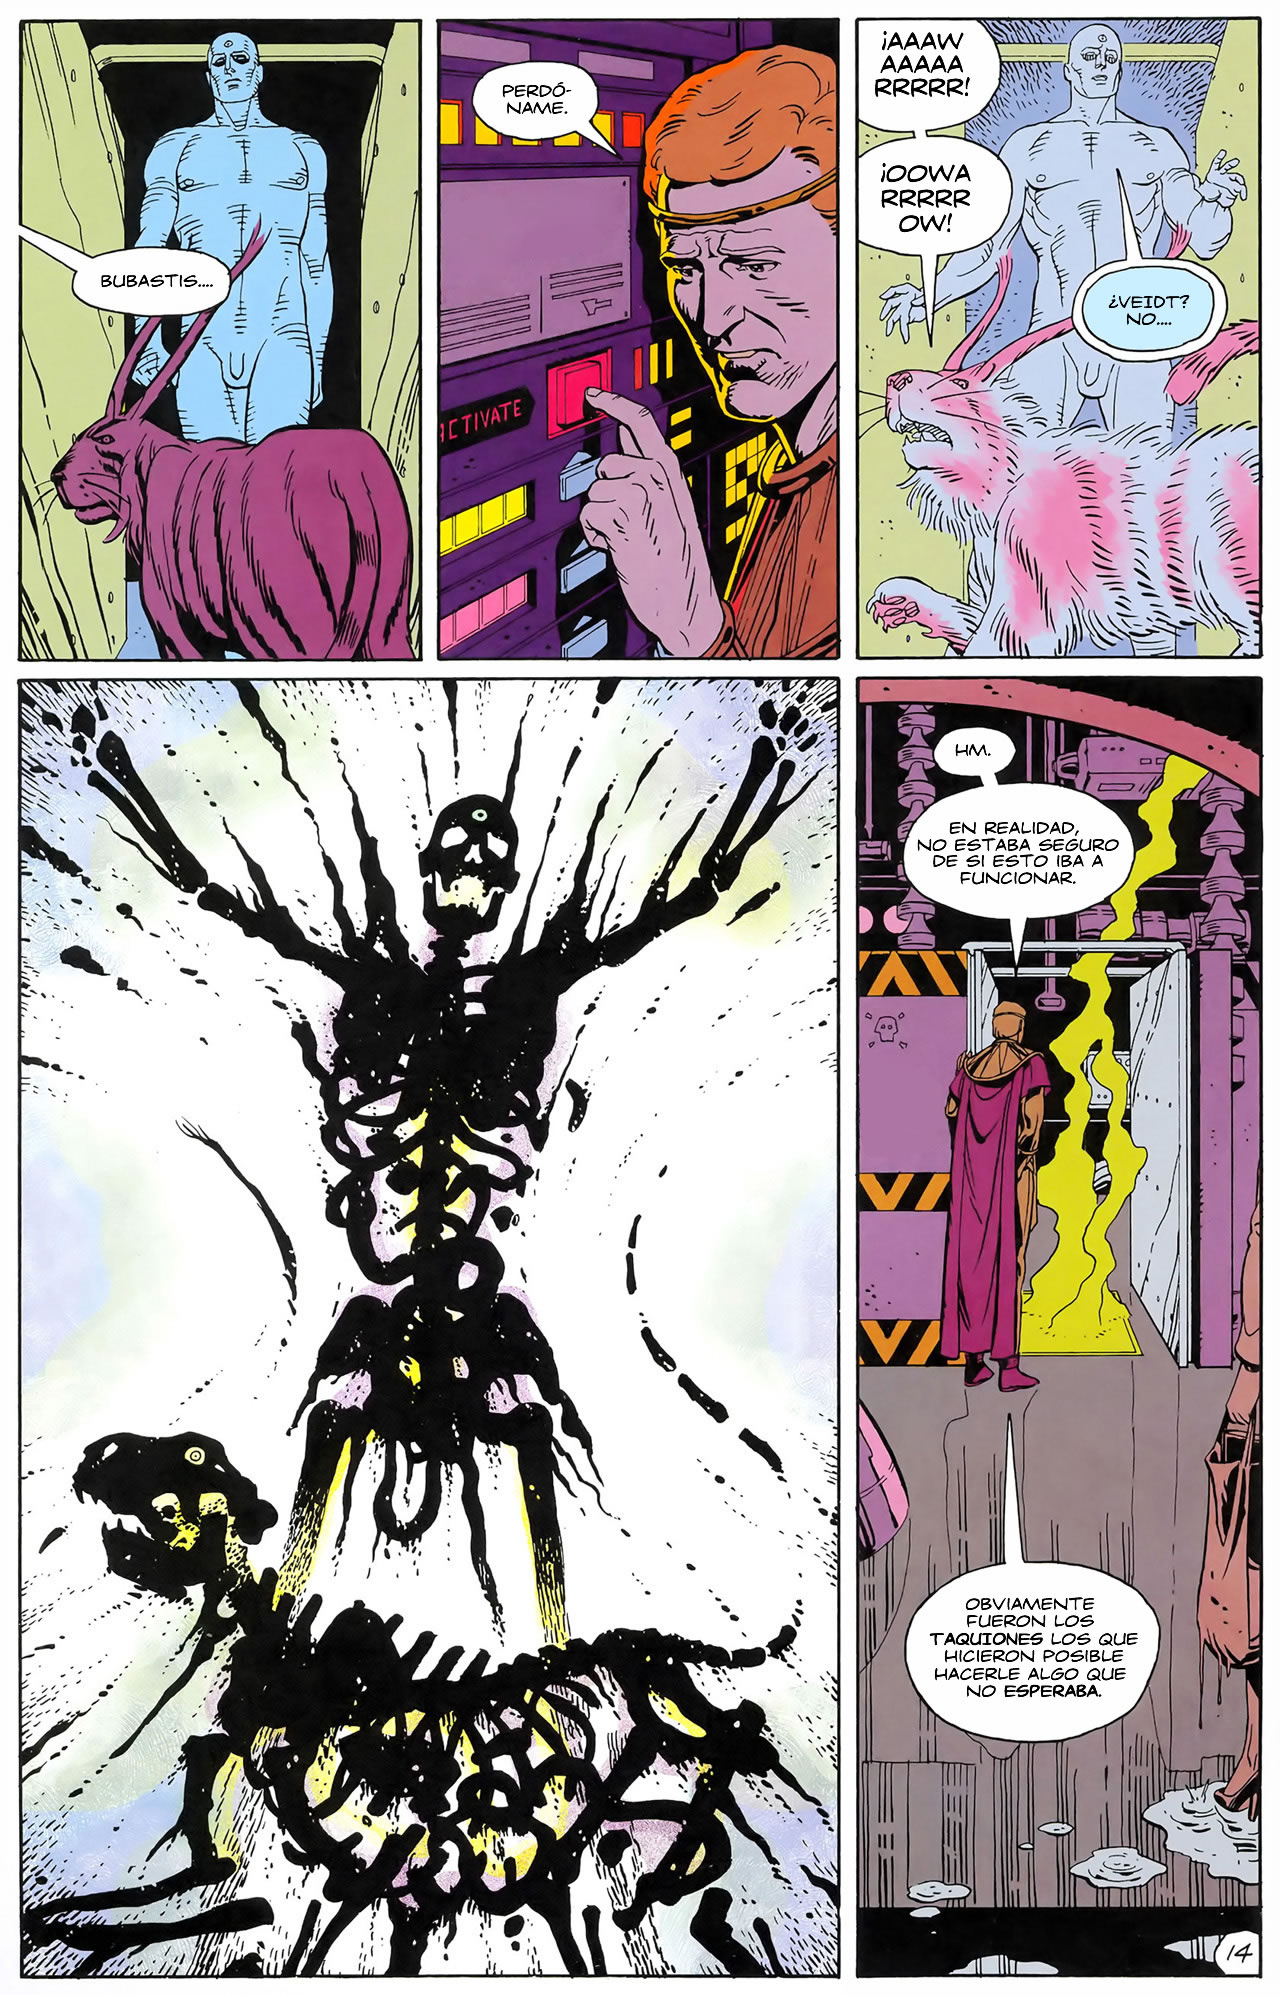 BUBASTIS....
PERDÓ-
NAME.
ACTIVATE
¡AAAW
AAAAA
RRRRR!
¡OOWA
RRRRR
OW!
¿VEIDT?
NO....
HM.
EN REALIDAD,
NO ESTABA SEGURO
DE SI ESTO IBA A
FUNCIONAR.
OBVIAMENTE
FUERON LOS
TAQUIONES LOS QUE
HICIERON POSIBLE
HACERLE ALGO QUE
NO ESPERABA.
14